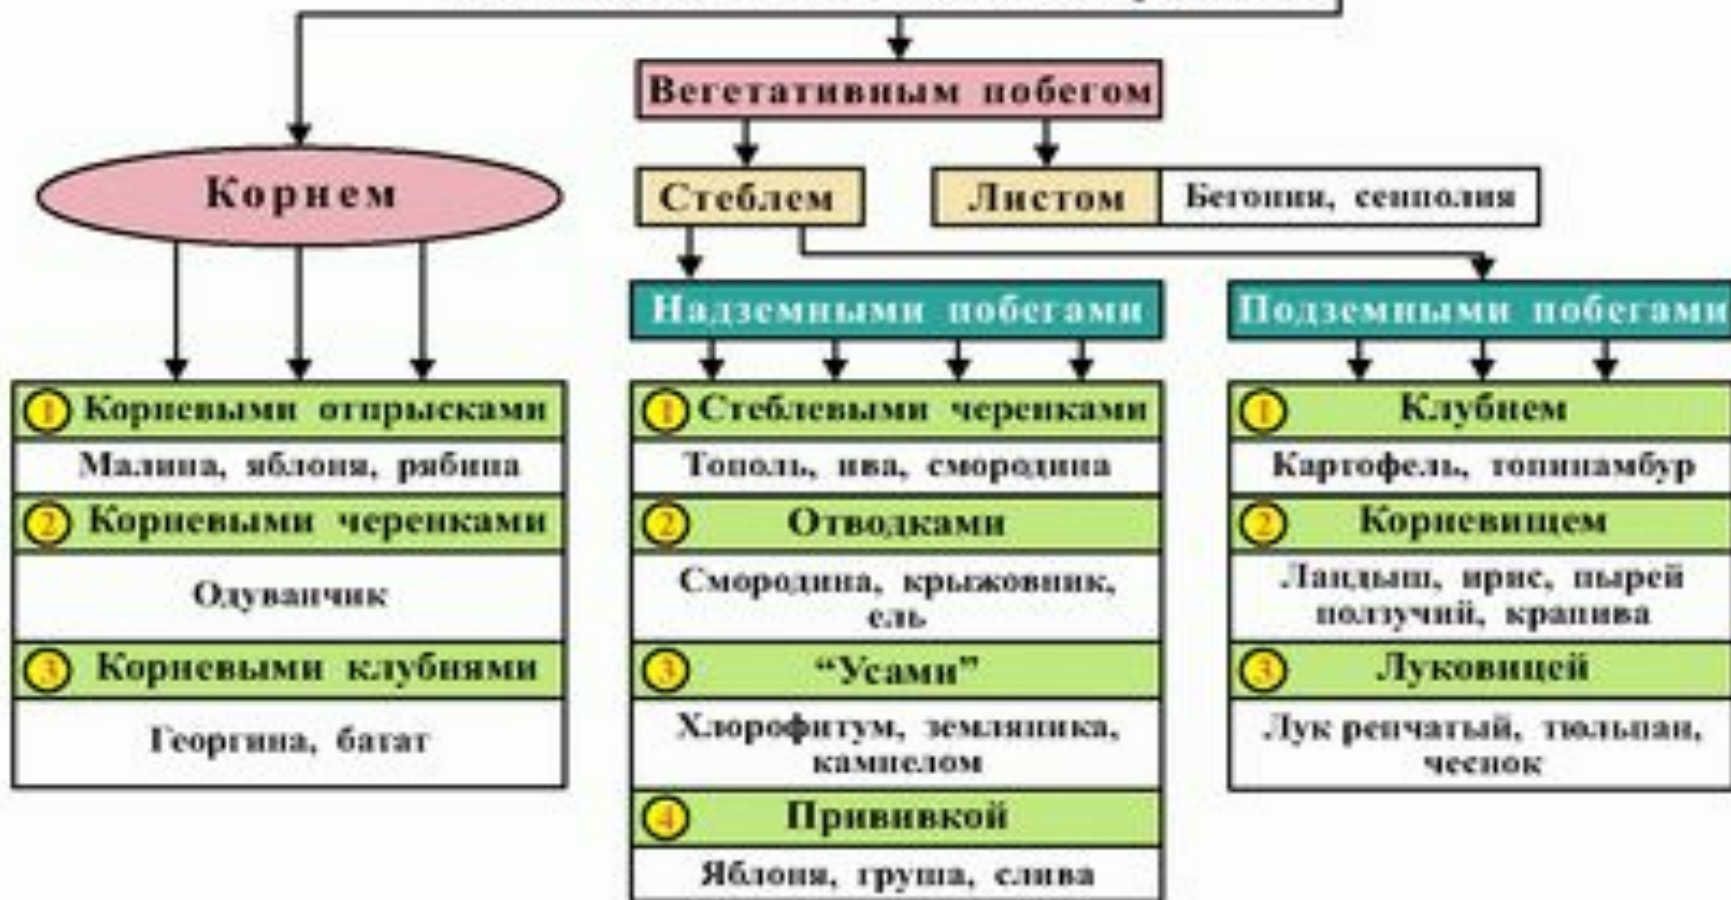 Вегетативным побегом
Корнем
Стеблем
Листом
Бегония, сенполия
Надземными побегами
Подземными побегами
1 Корневыми отпрысками
Малина, яблоня, рябина
2 Корневыми черенками
Одуванчик
3 Корневыми клубнями
Георгина, батат
1 Стеблевыми черенками
Тополь, ива, смородина
2 Отводками
Смородина, крыжовник,
ель
3 “Усами”
Хлорофитум, земляника,
камнелом
4 Прививкой
Яблоня, груша, слива
1 Клубнем
Картофель, топинамбур
2 Корневищем
Ландыш, ирис, пырей
ползучий, крапива
3 Луковицей
Лук репчатый, тюльпан,
чеснок